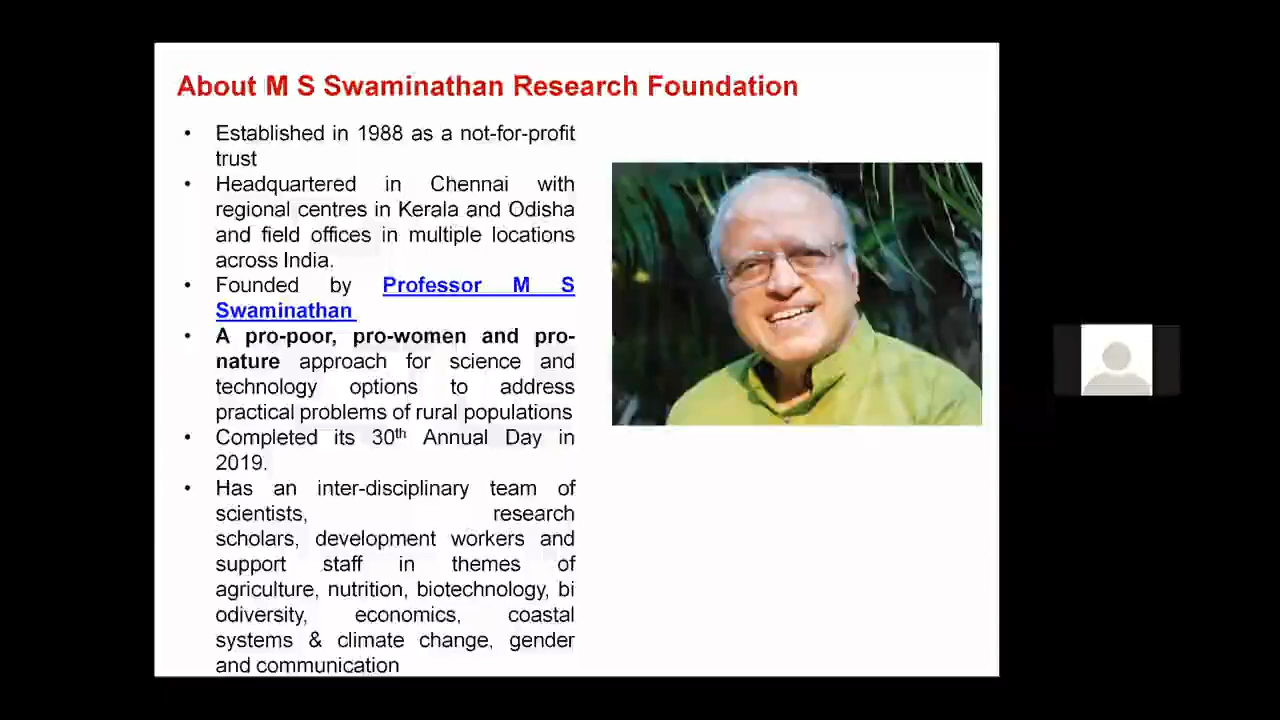 About M S Swaminathan Research Foundation
• Established in 1988 as a not-for-profit
trust
• Headquartered in Chennai with
regional centres in Kerala and Odisha
and field offices in multiple locations
across India.
• Founded by Professor M S
Swaminathan
• A pro-poor, pro-women and pro-
nature approach for science and
technology options to address
practical problems of rural populations
• Completed its 30th Annual Day in
2019.
• Has an inter-disciplinary team of
scientists, research
scholars, development workers and
support staff in themes of
agriculture, nutrition, biotechnology, bi
odiversity, economics, coastal
systems & climate change, gender
and communication